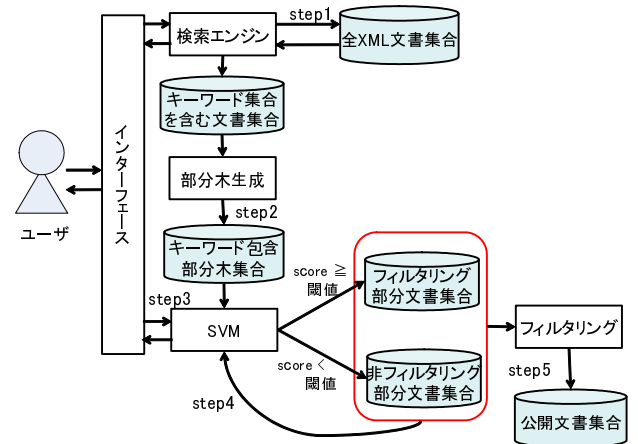 step1
検索エンジン
全XML文書集合
キーワード集合
を含む文書集合
インターフェース
部分木生成
step2
ユーザ
キーワード包含
部分木集合
score ≧
閾値
フィルタリング
部分文書集合
step3
SVM
フィルタリング
score <
閾値
非フィルタリング
部分文書集合
step4
step5
公開文書集合